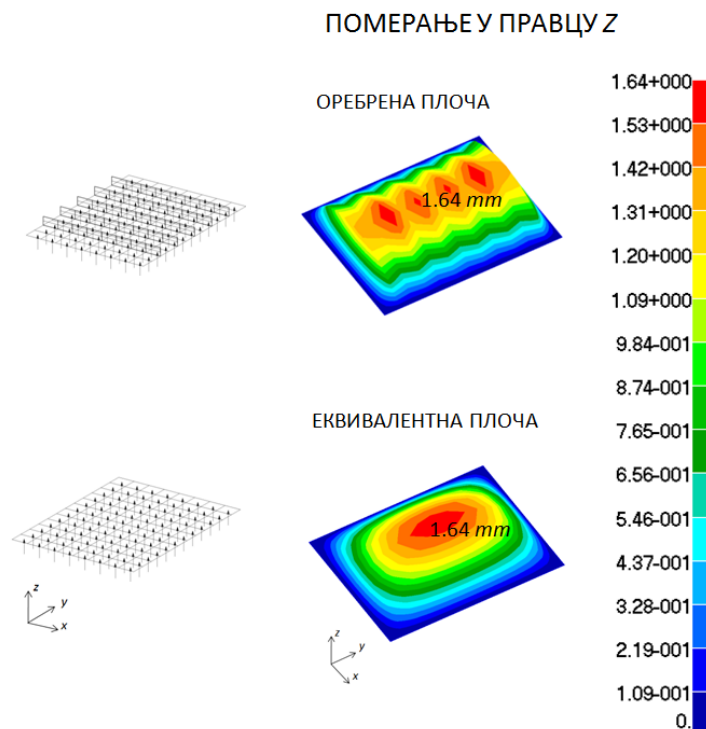 ПОМЕРАЊЕ У ПРАВЦУ Z
ОРЕБРЕНА ПЛОЧА
1.64 mm
ЕКВИВАЛЕНТНА ПЛОЧА
1.64 mm
z
y
x
z
y
x
1.64+000
1.53+000
1.42+000
1.31+000
1.20+000
1.09+000
9.84-001
8.74-001
7.65-001
6.56-001
5.46-001
4.37-001
3.28-001
2.19-001
1.09-001
0.